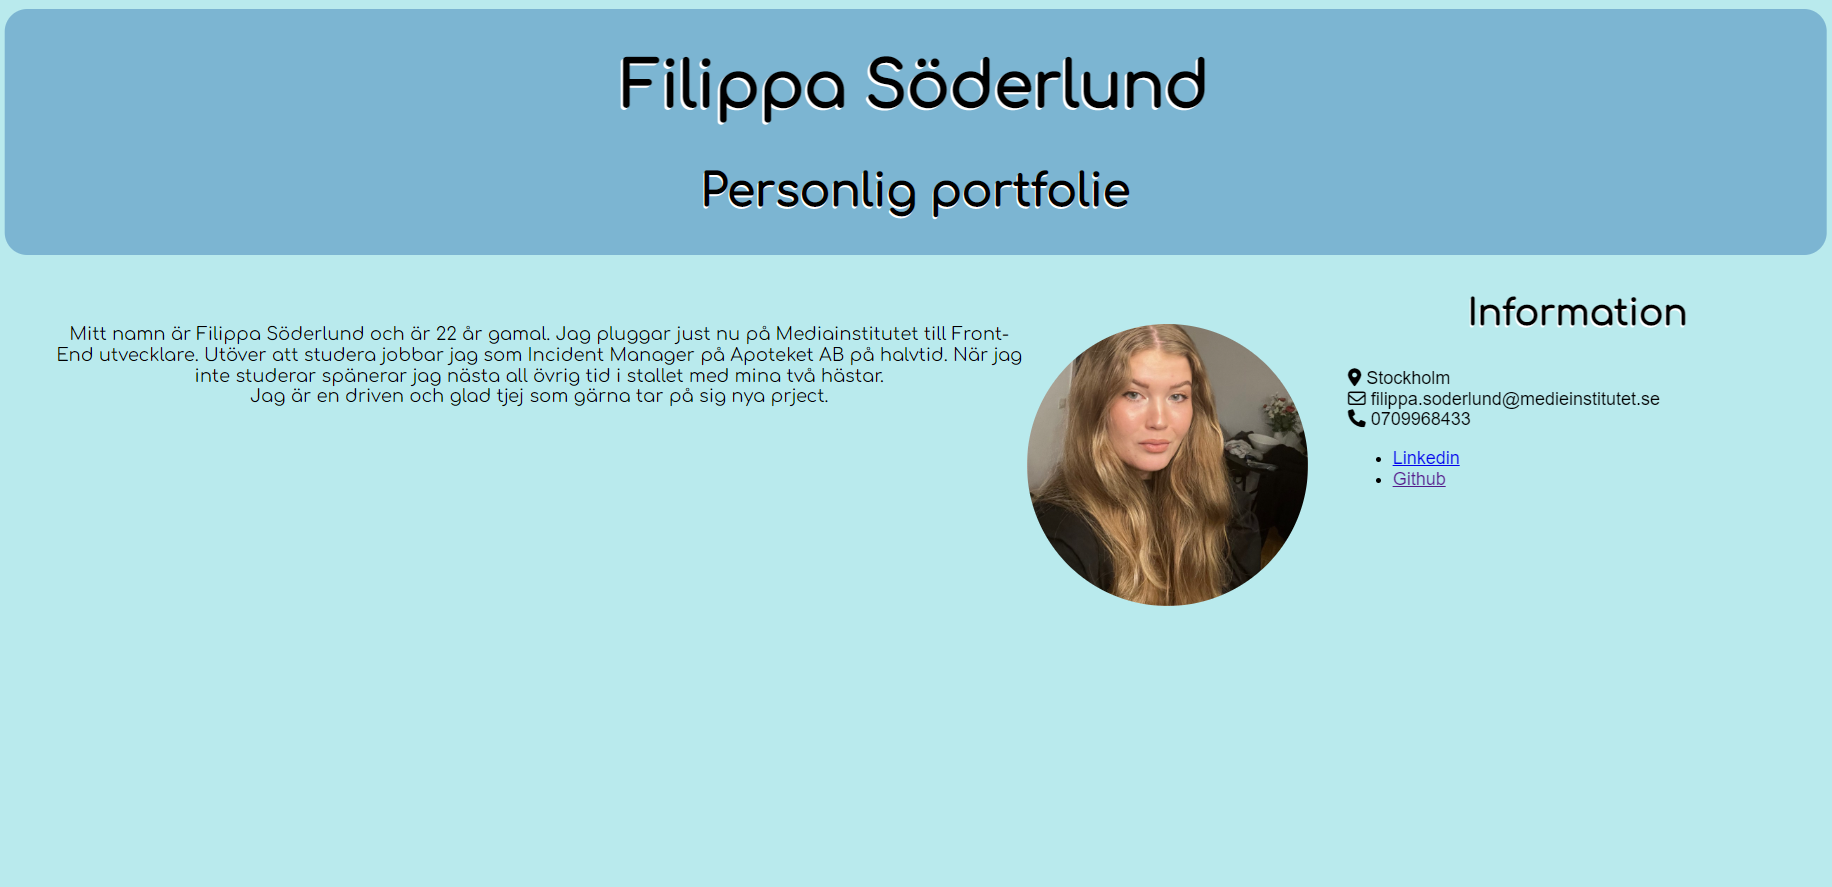 Filippa Söderlund
Personlig portfolie
Mitt namn är Filippa Söderlund och är 22 år gamal. Jag pluggar just nu på Mediainstitutet till Front-
End utvecklare. Utöver att studera jobbar jag som Incident Manager på Apoteket AB på halvtid. När jag
inte studerar spänerar jag nästa all övrig tid i stallet med mina två hästar.
Jag är en driven och glad tjej som gärna tar på sig nya prject.
Information
Stockholm
filippa.soderlund@medieinstitutet.se
0709968433
Linkedin
Github